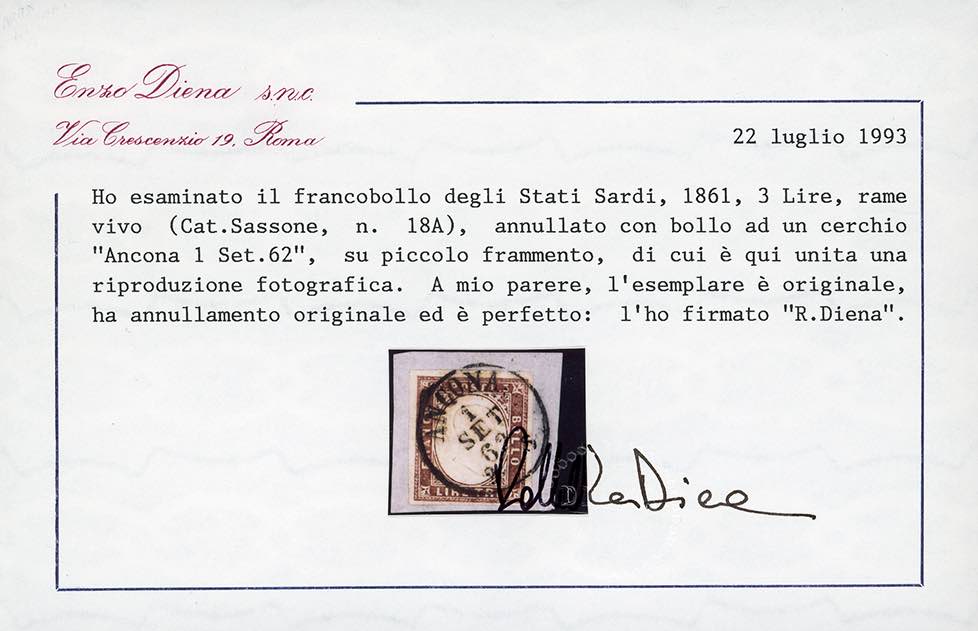 Enzo Diena s.n.c.
Via Crescenzio 19, Roma
22 luglio 1993
Ho esaminato il francobollo degli Stati Sardi, 1861, 3 Lire, rame
vivo (Cat.Sassone, n. 18A), annullato con bollo ad un cerchio
"Ancona 1 Set.62", su piccolo frammento, di cui è qui unita una
riproduzione fotografica. A mio parere, l'esemplare è originale,
ha annullamento originale ed è perfetto: l'ho firmato "R.Diena".
ANCONA
1
SET
62
BOLLO
LIRE